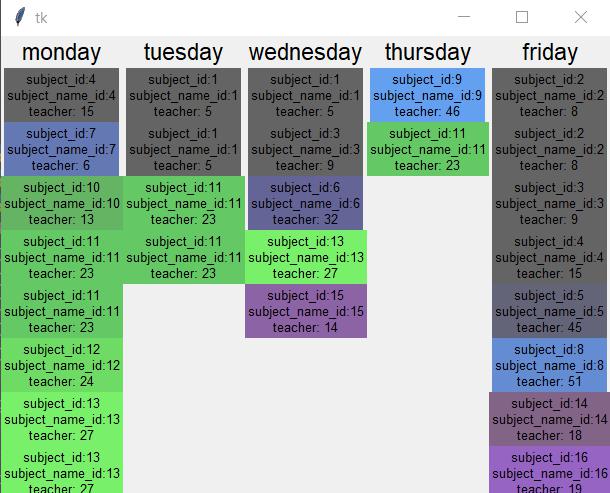 tk
monday tuesday wednesday thursday friday
subject_id:4 subject_id:1 subject_id:1 subject_id:9 subject_id:2
subject_name_id:4 subject_name_id:1 subject_name_id:1 subject_name_id:9 subject_name_id:2
teacher: 15 teacher: 5 teacher: 5 teacher: 46 teacher: 8
subject_id:7 subject_id:1 subject_id:3 subject_id:11 subject_id:2
subject_name_id:7 subject_name_id:1 subject_name_id:3 subject_name_id:11 subject_name_id:2
teacher: 6 teacher: 5 teacher: 9 teacher: 23 teacher: 8
subject_id:10 subject_id:11 subject_id:6 subject_id:3
subject_name_id:10 subject_name_id:11 subject_name_id:6 subject_name_id:3
teacher: 13 teacher: 23 teacher: 32 teacher: 9
subject_id:11 subject_id:11 subject_id:13 subject_id:4
subject_name_id:11 subject_name_id:11 subject_name_id:13 subject_name_id:4
teacher: 23 teacher: 23 teacher: 27 teacher: 15
subject_id:11 subject_id:15 subject_id:5
subject_name_id:11 subject_name_id:15 subject_name_id:5
teacher: 23 teacher: 14 teacher: 45
subject_id:12 subject_id:8
subject_name_id:12 subject_name_id:8
teacher: 24 teacher: 51
subject_id:13 subject_id:14
subject_name_id:13 subject_name_id:14
teacher: 27 teacher: 18
subject_id:13 subject_id:16
subject_name_id:13 subject_name_id:16
teacher: 27 teacher: 19